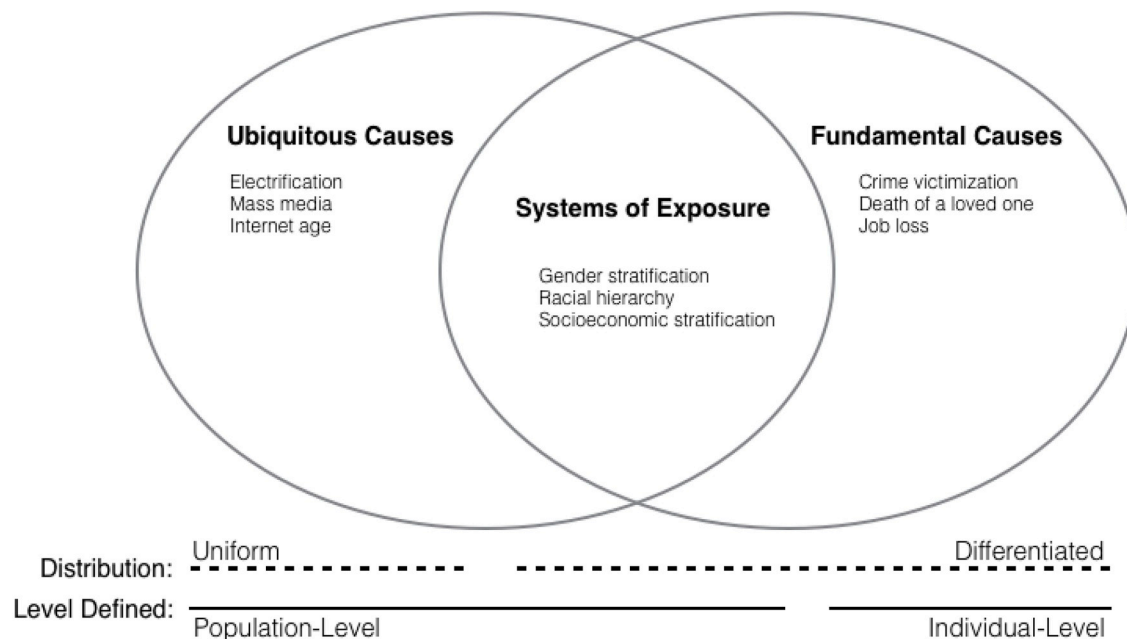 Ubiquitous Causes
Electrification
Mass media
Internet age
Systems of Exposure
Gender stratification
Racial hierarchy
Socioeconomic stratification
Fundamental Causes
Crime victimization
Death of a loved one
Job loss
Uniform
Differentiated
Distribution:
Level Defined:
Population-Level
Individual-Level